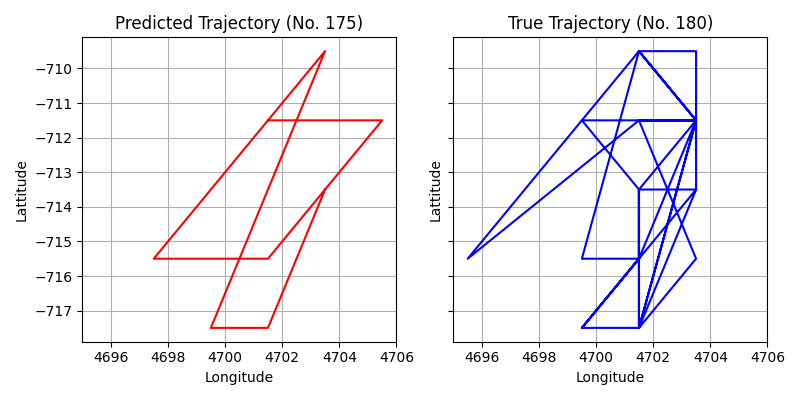 Predicted Trajectory (No. 175)
True Trajectory (No. 180)
Lattitude
−710
−711
−712
−713
−714
−715
−716
−717
4696 4698 4700 4702 4704 4706
Longitude
Lattitude
4696 4698 4700 4702 4704 4706
Longitude